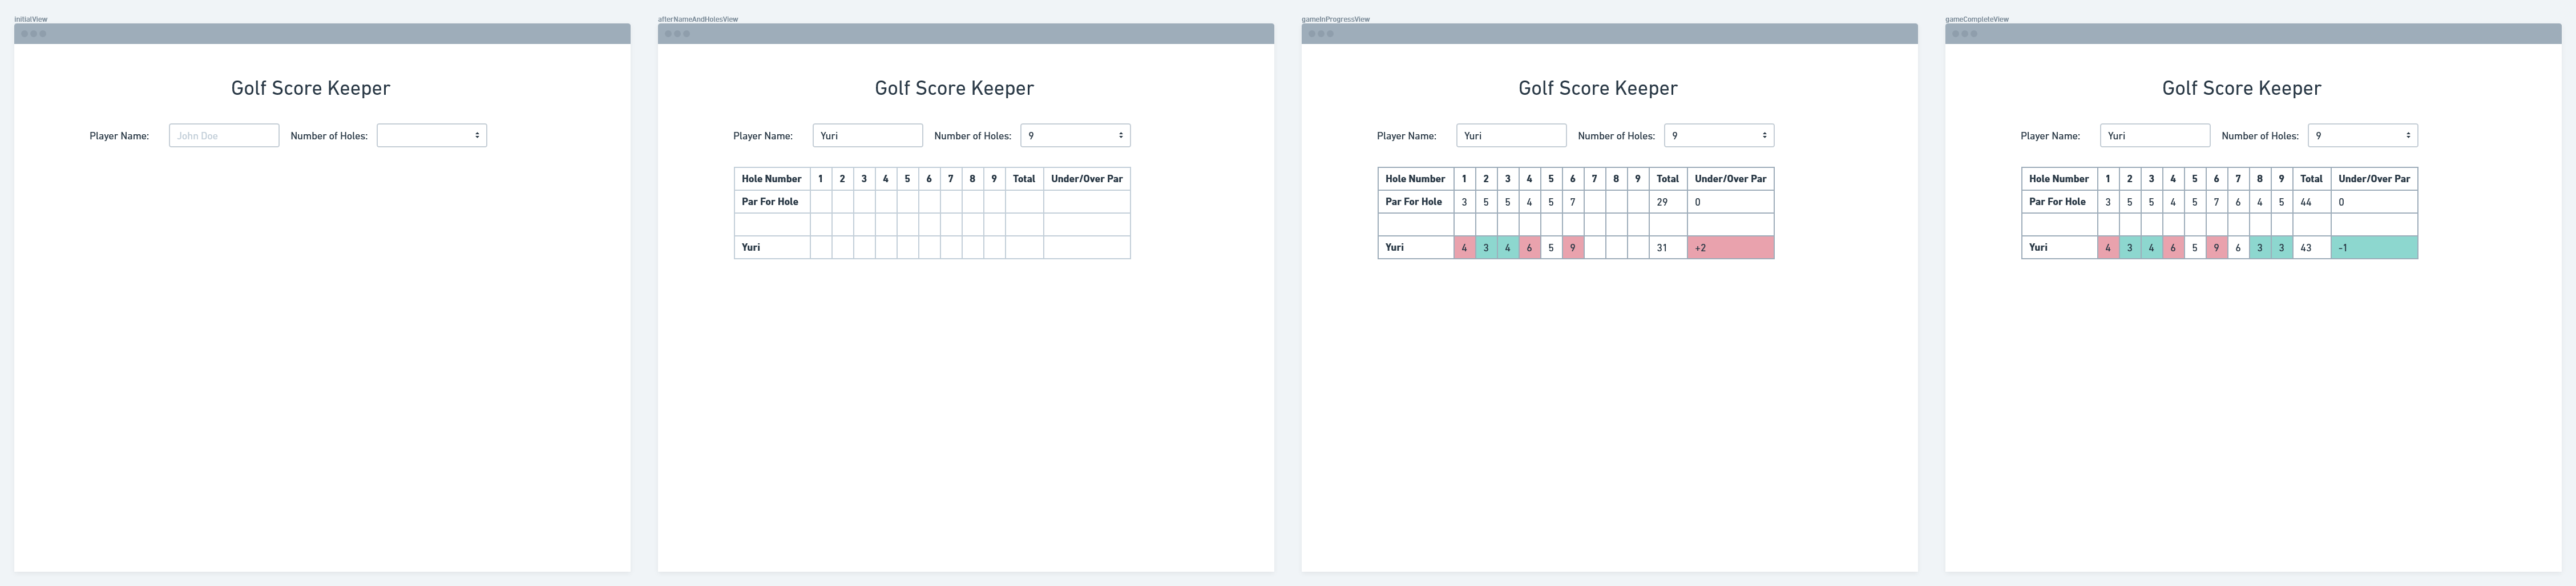 initialView
Golf Score Keeper
Player Name: John Doe Number of Holes:
afterNameAndHolesView
Golf Score Keeper
Player Name: Yuri Number of Holes: 9
Hole Number 1 2 3 4 5 6 7 8 9 Total Under/Over Par
Par For Hole
Yuri
gameInProgressView
Golf Score Keeper
Player Name: Yuri Number of Holes: 9
Hole Number 1 2 3 4 5 6 7 8 9 Total Under/Over Par
Par For Hole 3 5 5 4 5 7 29 0
Yuri 4 3 4 6 5 9 31 +2
gameCompleteView
Golf Score Keeper
Player Name: Yuri Number of Holes: 9
Hole Number 1 2 3 4 5 6 7 8 9 Total Under/Over Par
Par For Hole 3 5 5 4 5 7 6 4 5 44 0
Yuri 4 3 4 6 5 9 6 3 3 43 -1